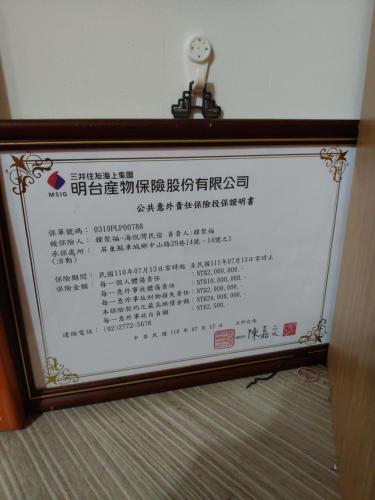 三井住友海上集團
MSIG
明台產物保險股份有限公司
公共意外責任保險投保證明書
保單號碼： 0310PLP00788
被保險人： 韓聚福-海悅灣民宿 負責人:韓聚福
承保處所： 屏東縣車城鄉中山路29巷14號、14號之1
(活動)
保險期間： 民國110年07月13日零時起 至民國111年07月13日零時止
保險金額： 每一個人體傷責任 :NT$2,000,000.-
每一意外事故體傷責任 :NT$10,000,000.-
每一意外事故財物損失責任 :NT$2,000,000.-
本保險契約之最高賠償金額 :NT$24,000,000.-
每一意外事故自負額 :NT$2,500.-
連絡電話： (02)2772-5678
中 華 民 國 110 年 07 月 12 日
陳嘉文